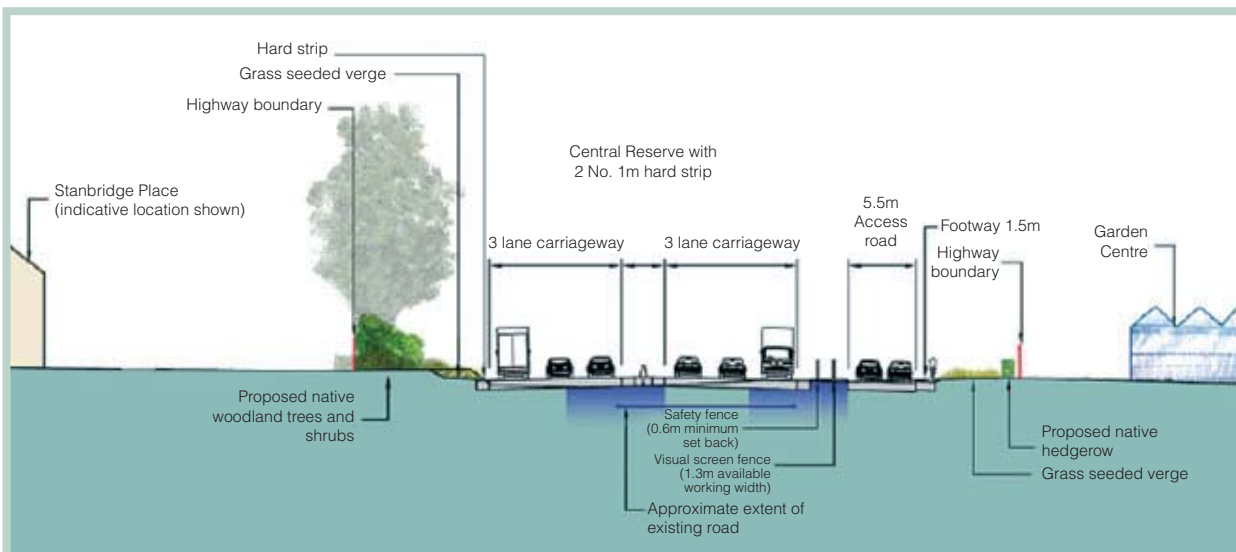 Hard strip
Grass seeded verge
Highway boundary
Stanbridge Place
(indicative location shown)
Central Reserve with
2 No. 1m hard strip
3 lane carriageway
3 lane carriageway
5.5m
Access
road
Footway 1.5m
Highway
boundary
Garden
Centre
Proposed native
woodland trees and
shrubs
Safety fence
(0.6m minimum
set back)
Visual screen fence
(1.3m available
working width)
Approximate extent of
existing road
Proposed native
hedgerow
Grass seeded verge